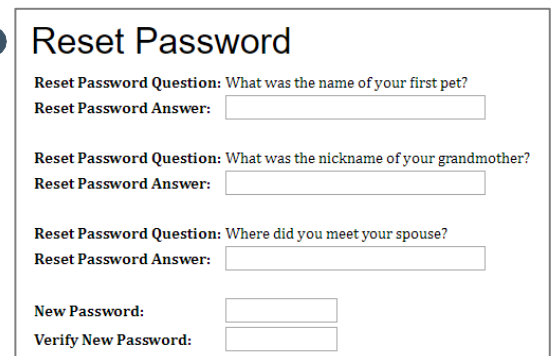 Reset Password
Reset Password Question: What was the name of your first pet?
Reset Password Answer:
Reset Password Question: What was the nickname of your grandmother?
Reset Password Answer:
Reset Password Question: Where did you meet your spouse?
Reset Password Answer:
New Password:
Verify New Password: